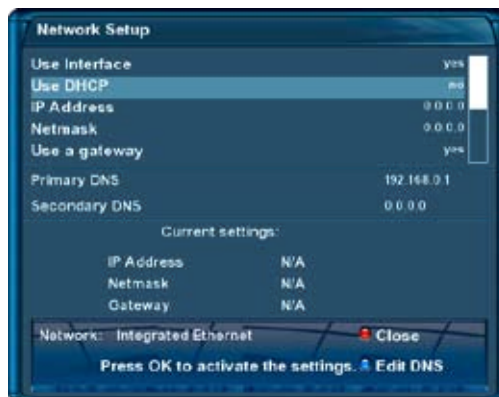 Network Setup
Use Interface yes
Use DHCP no
IP Address 0.0.0.0
Netmask 0.0.0.0
Use a gateway yes
Primary DNS 192.168.0.1
Secondary DNS 0.0.0.0
Current settings:
IP Address N/A
Netmask N/A
Gateway N/A
Network: Integrated Ethernet Close
Press OK to activate the settings. Edit DNS